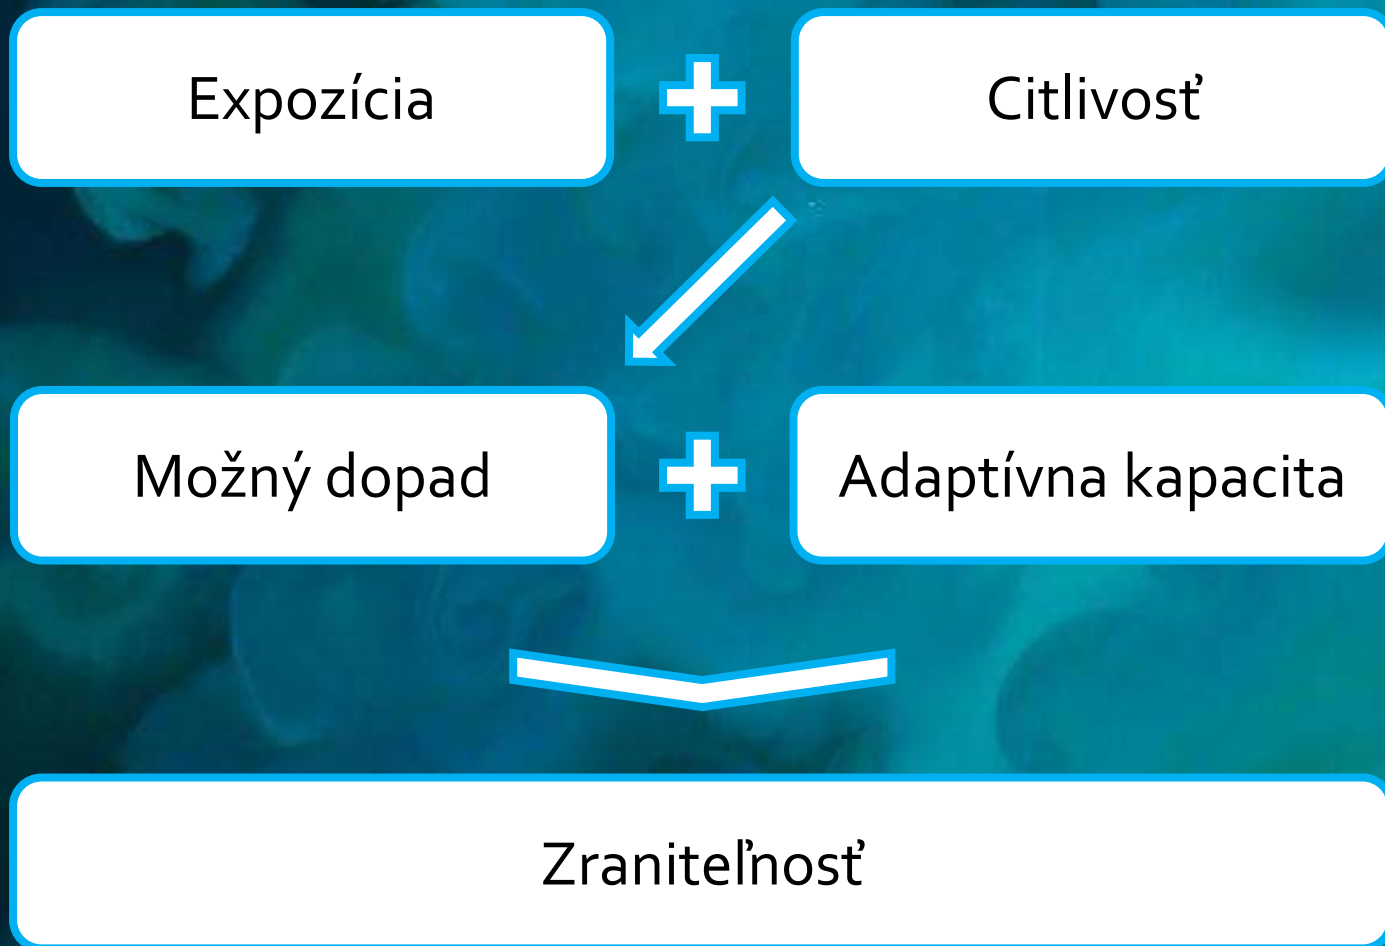 Expozícia
Citlivosť
Možný dopad
Adaptívna kapacita
Zraniteľnosť